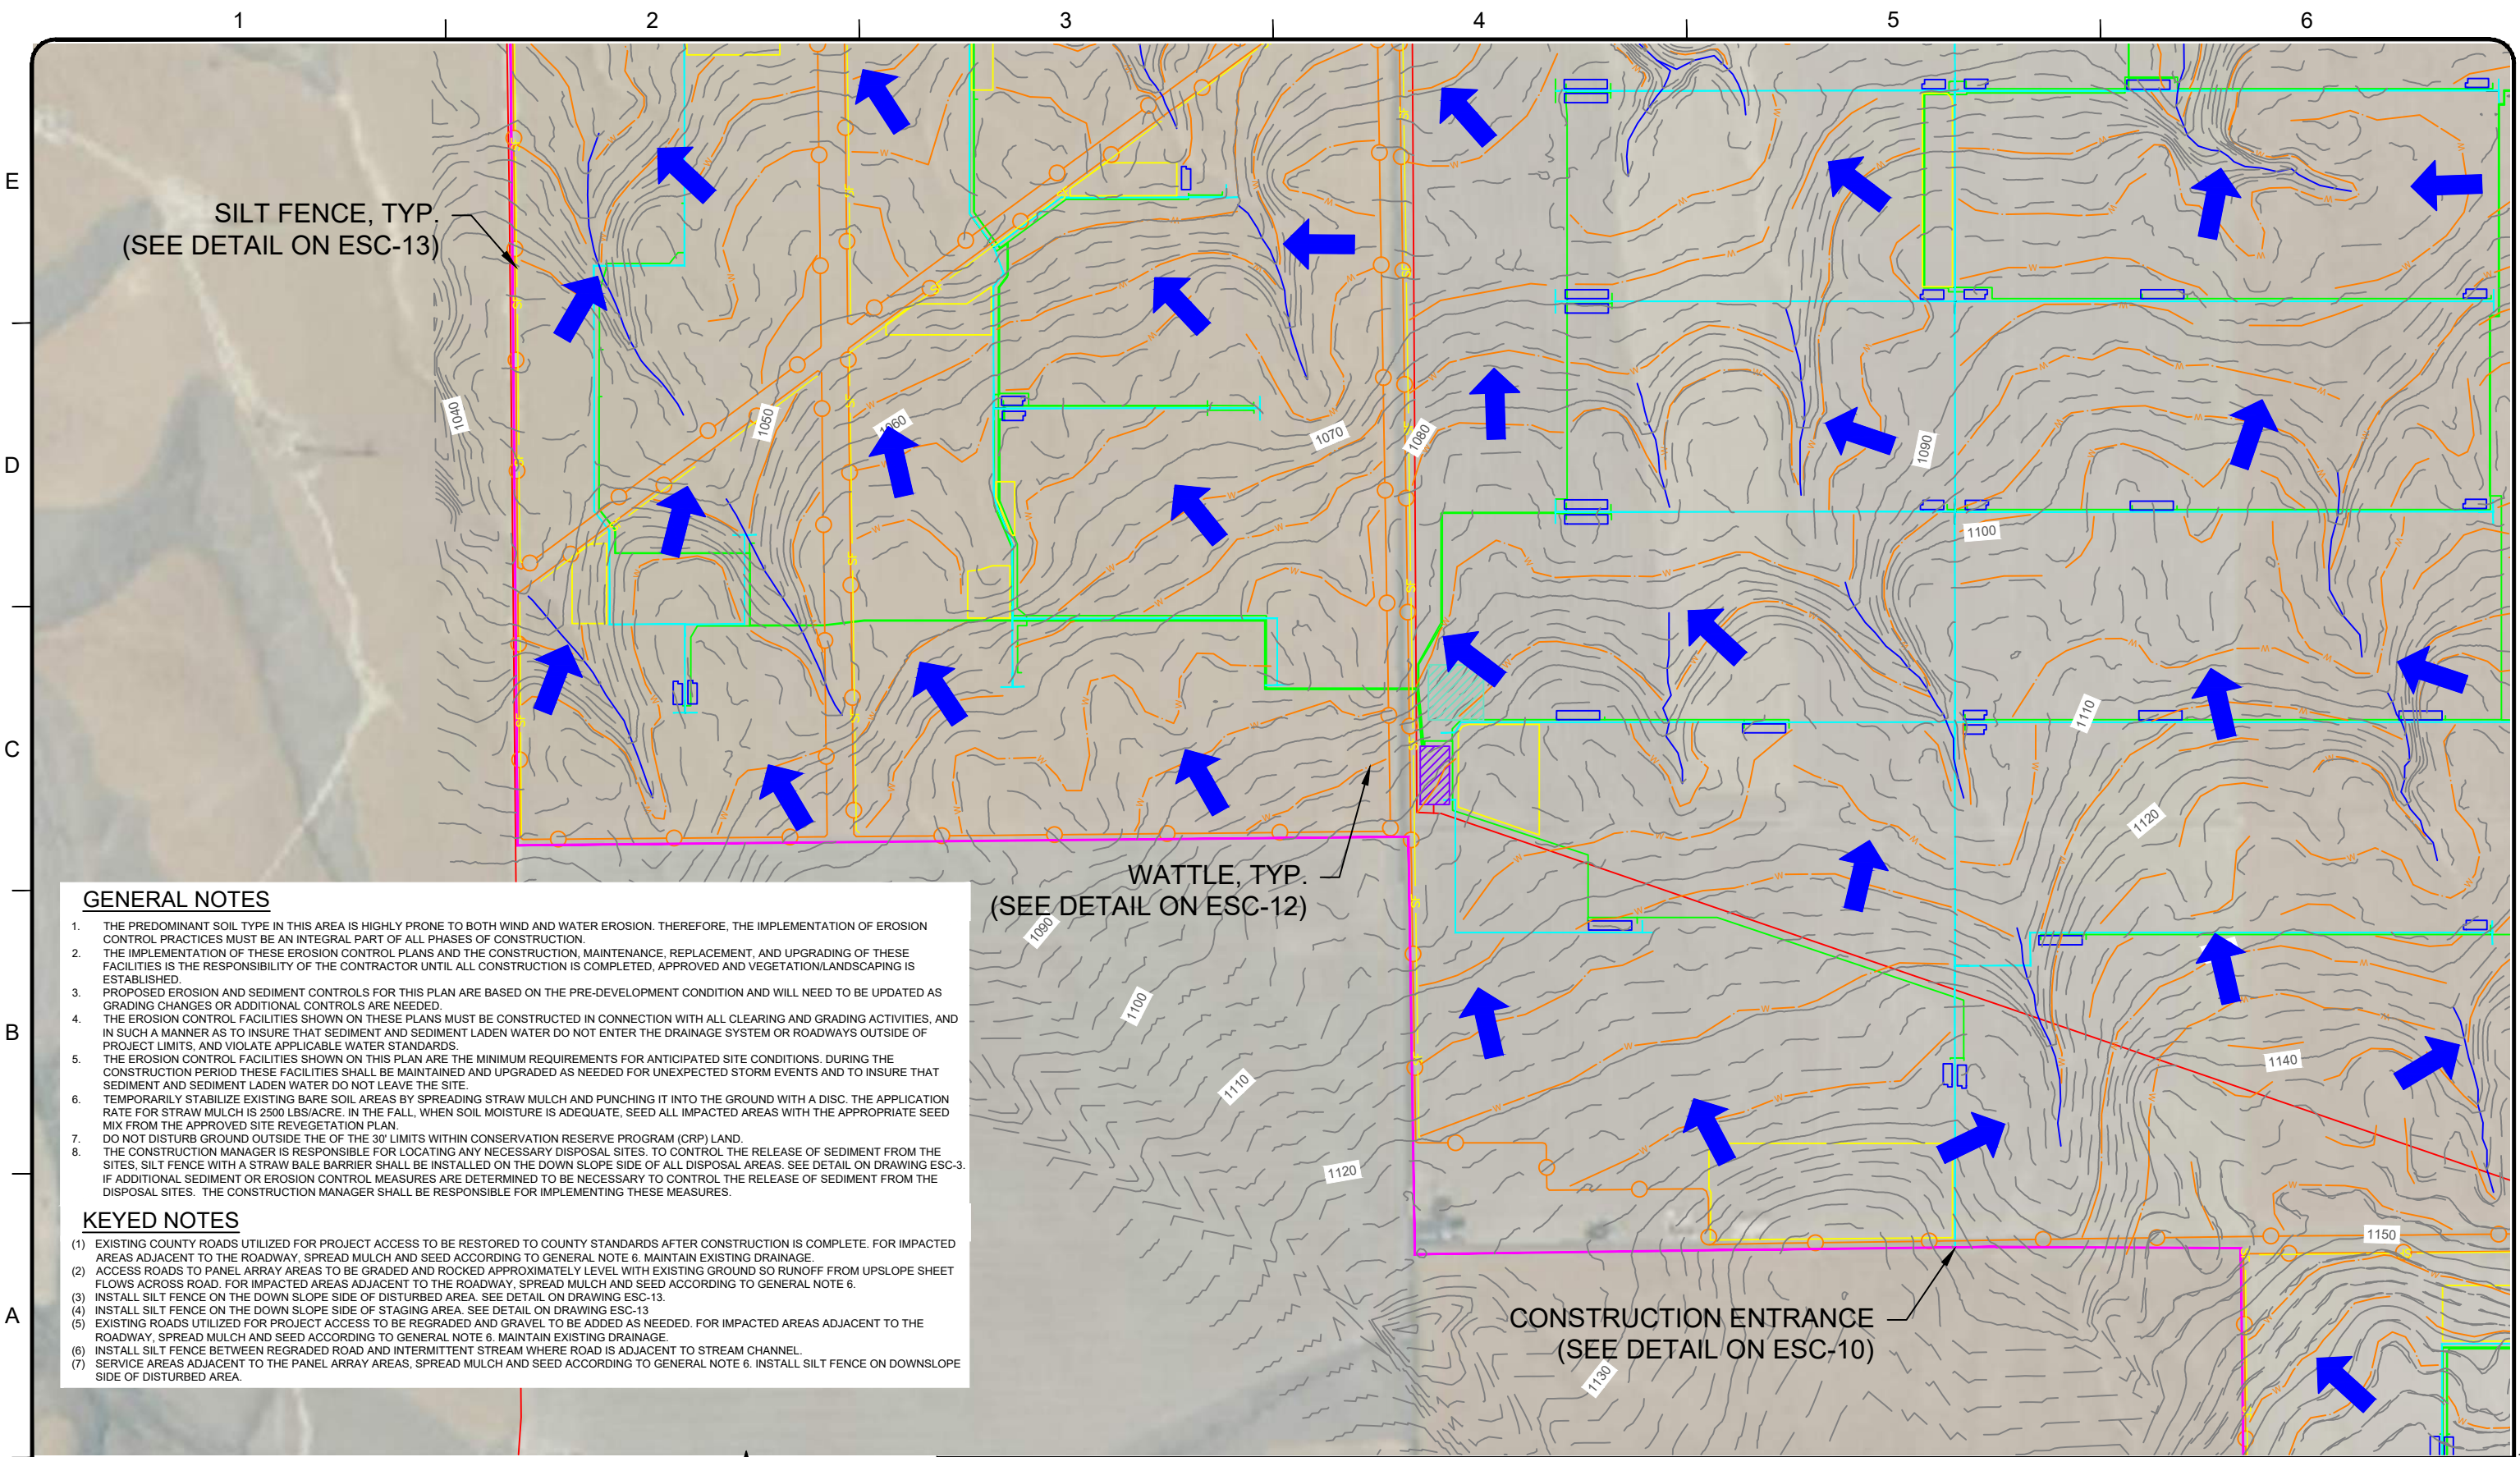 1 2 3 4 5 6
E
D
C
B
A
SILT FENCE, TYP.
(SEE DETAIL ON ESC-13)
1040
1050
1060
1070
1080
1090
1100
1110
1120
1140
1150
WATTLE, TYP.
(SEE DETAIL ON ESC-12)
1090
1100
1110
1120
1130
CONSTRUCTION ENTRANCE
(SEE DETAIL ON ESC-10)
SF
W
GENERAL NOTES
1. THE PREDOMINANT SOIL TYPE IN THIS AREA IS HIGHLY PRONE TO BOTH WIND AND WATER EROSION. THEREFORE, THE IMPLEMENTATION OF EROSION
CONTROL PRACTICES MUST BE AN INTEGRAL PART OF ALL PHASES OF CONSTRUCTION.
2. THE IMPLEMENTATION OF THESE EROSION CONTROL PLANS AND THE CONSTRUCTION, MAINTENANCE, REPLACEMENT, AND UPGRADING OF THESE
FACILITIES IS THE RESPONSIBILITY OF THE CONTRACTOR UNTIL ALL CONSTRUCTION IS COMPLETED, APPROVED AND VEGETATION/LANDSCAPING IS
ESTABLISHED.
3. PROPOSED EROSION AND SEDIMENT CONTROLS FOR THIS PLAN ARE BASED ON THE PRE-DEVELOPMENT CONDITION AND WILL NEED TO BE UPDATED AS
GRADING CHANGES OR ADDITIONAL CONTROLS ARE NEEDED.
4. THE EROSION CONTROL FACILITIES SHOWN ON THESE PLANS MUST BE CONSTRUCTED IN CONNECTION WITH ALL CLEARING AND GRADING ACTIVITIES, AND
IN SUCH A MANNER AS TO INSURE THAT SEDIMENT AND SEDIMENT LADEN WATER DO NOT ENTER THE DRAINAGE SYSTEM OR ROADWAYS OUTSIDE OF
PROJECT LIMITS, AND VIOLATE APPLICABLE WATER STANDARDS.
5. THE EROSION CONTROL FACILITIES SHOWN ON THIS PLAN ARE THE MINIMUM REQUIREMENTS FOR ANTICIPATED SITE CONDITIONS. DURING THE
CONSTRUCTION PERIOD THESE FACILITIES SHALL BE MAINTAINED AND UPGRADED AS NEEDED FOR UNEXPECTED STORM EVENTS AND TO INSURE THAT
SEDIMENT AND SEDIMENT LADEN WATER DO NOT LEAVE THE SITE.
6. TEMPORARILY STABILIZE EXISTING BARE SOIL AREAS BY SPREADING STRAW MULCH AND PUNCHING IT INTO THE GROUND WITH A DISC. THE APPLICATION
RATE FOR STRAW MULCH IS 2500 LBS/ACRE. IN THE FALL, WHEN SOIL MOISTURE IS ADEQUATE, SEED ALL IMPACTED AREAS WITH THE APPROPRIATE SEED
MIX FROM THE APPROVED SITE REVEGETATION PLAN.
7. DO NOT DISTURB GROUND OUTSIDE THE OF THE 30' LIMITS WITHIN CONSERVATION RESERVE PROGRAM (CRP) LAND.
8. THE CONSTRUCTION MANAGER IS RESPONSIBLE FOR LOCATING ANY NECESSARY DISPOSAL SITES. TO CONTROL THE RELEASE OF SEDIMENT FROM THE
SITES, SILT FENCE WITH A STRAW BALE BARRIER SHALL BE INSTALLED ON THE DOWN SLOPE SIDE OF ALL DISPOSAL AREAS. SEE DETAIL ON DRAWING ESC-3.
IF ADDITIONAL SEDIMENT OR EROSION CONTROL MEASURES ARE DETERMINED TO BE NECESSARY TO CONTROL THE RELEASE OF SEDIMENT FROM THE
DISPOSAL SITES. THE CONSTRUCTION MANAGER SHALL BE RESPONSIBLE FOR IMPLEMENTING THESE MEASURES.
KEYED NOTES
(1) EXISTING COUNTY ROADS UTILIZED FOR PROJECT ACCESS TO BE RESTORED TO COUNTY STANDARDS AFTER CONSTRUCTION IS COMPLETE. FOR IMPACTED
AREAS ADJACENT TO THE ROADWAY, SPREAD MULCH AND SEED ACCORDING TO GENERAL NOTE 6. MAINTAIN EXISTING DRAINAGE.
(2) ACCESS ROADS TO PANEL ARRAY AREAS TO BE GRADED AND ROCKED APPROXIMATELY LEVEL WITH EXISTING GROUND SO RUNOFF FROM UPSLOPE SHEET
FLOWS ACROSS ROAD. FOR IMPACTED AREAS ADJACENT TO THE ROADWAY, SPREAD MULCH AND SEED ACCORDING TO GENERAL NOTE 6.
(3) INSTALL SILT FENCE ON THE DOWN SLOPE SIDE OF DISTURBED AREA. SEE DETAIL ON DRAWING ESC-13.
(4) INSTALL SILT FENCE ON THE DOWN SLOPE SIDE OF STAGING AREA. SEE DETAIL ON DRAWING ESC-13
(5) EXISTING ROADS UTILIZED FOR PROJECT ACCESS TO BE REGRADED AND GRAVEL TO BE ADDED AS NEEDED. FOR IMPACTED AREAS ADJACENT TO THE
ROADWAY, SPREAD MULCH AND SEED ACCORDING TO GENERAL NOTE 6. MAINTAIN EXISTING DRAINAGE.
(6) INSTALL SILT FENCE BETWEEN REGRADED ROAD AND INTERMITTENT STREAM WHERE ROAD IS ADJACENT TO STREAM CHANNEL.
(7) SERVICE AREAS ADJACENT TO THE PANEL ARRAY AREAS, SPREAD MULCH AND SEED ACCORDING TO GENERAL NOTE 6. INSTALL SILT FENCE ON DOWNSLOPE
SIDE OF DISTURBED AREA.